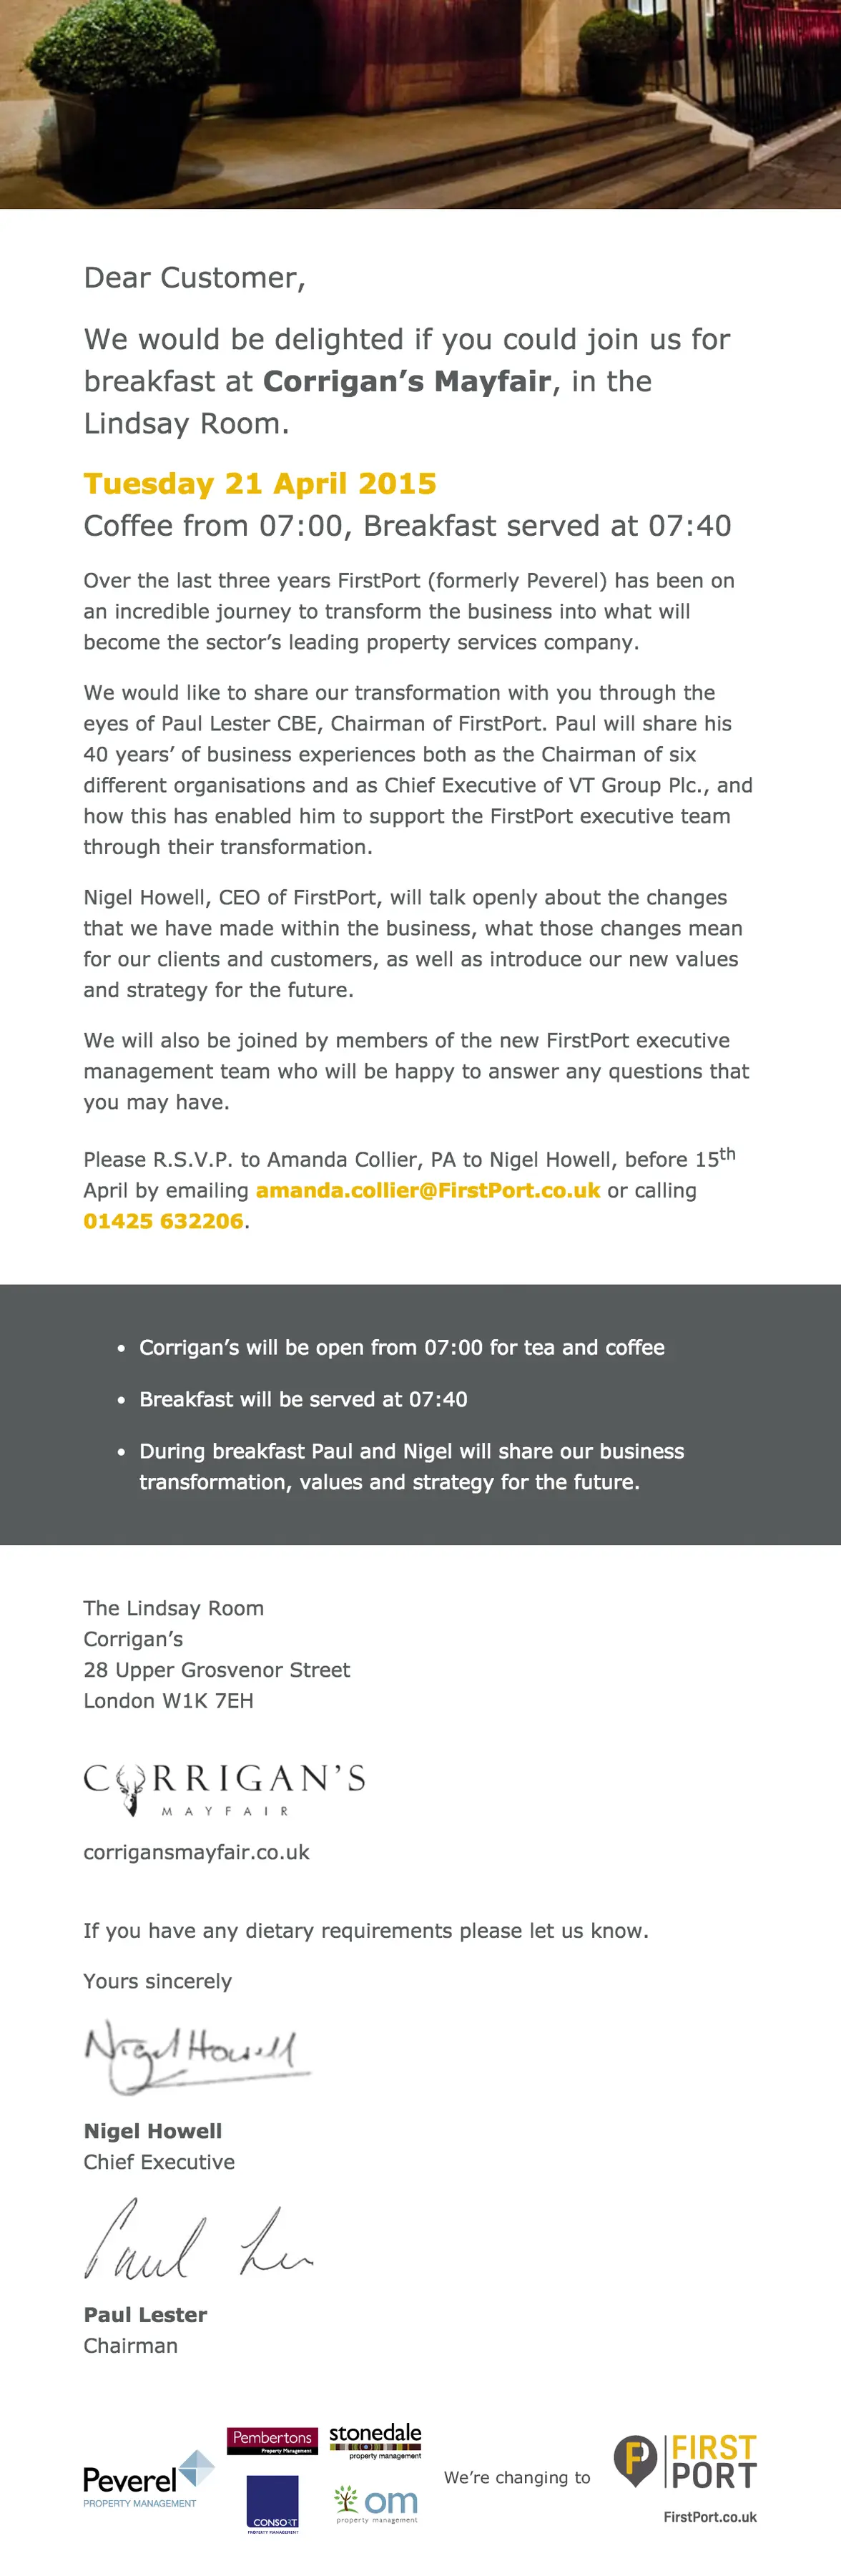 Dear Customer,
We would be delighted if you could join us for
breakfast at Corrigan’s Mayfair, in the
Lindsay Room.
Tuesday 21 April 2015
Coffee from 07:00, Breakfast served at 07:40
Over the last three years FirstPort (formerly Peverel) has been on
an incredible journey to transform the business into what will
become the sector’s leading property services company.
We would like to share our transformation with you through the
eyes of Paul Lester CBE, Chairman of FirstPort. Paul will share his
40 years’ of business experiences both as the Chairman of six
different organisations and as Chief Executive of VT Group Plc., and
how this has enabled him to support the FirstPort executive team
through their transformation.
Nigel Howell, CEO of FirstPort, will talk openly about the changes
that we have made within the business, what those changes mean
for our clients and customers, as well as introduce our new values
and strategy for the future.
We will also be joined by members of the new FirstPort executive
management team who will be happy to answer any questions that
you may have.
Please R.S.V.P. to Amanda Collier, PA to Nigel Howell, before 15th
April by emailing amanda.collier@FirstPort.co.uk or calling
01425 632206.
• Corrigan’s will be open from 07:00 for tea and coffee
• Breakfast will be served at 07:40
• During breakfast Paul and Nigel will share our business
transformation, values and strategy for the future.
The Lindsay Room
Corrigan’s
28 Upper Grosvenor Street
London W1K 7EH
CORRIGAN’S
MAYFAIR
corrigansmayfair.co.uk
If you have any dietary requirements please let us know.
Yours sincerely
Nigel Howell
Nigel Howell
Chief Executive
Paul Le
Paul Lester
Chairman
Peverel
PROPERTY MANAGEMENT
Pembertons
Property Management
stonedale
property management
CONSORT
PROPERTY MANAGEMENT
om
property management
We’re changing to
FIRST
PORT
FirstPort.co.uk